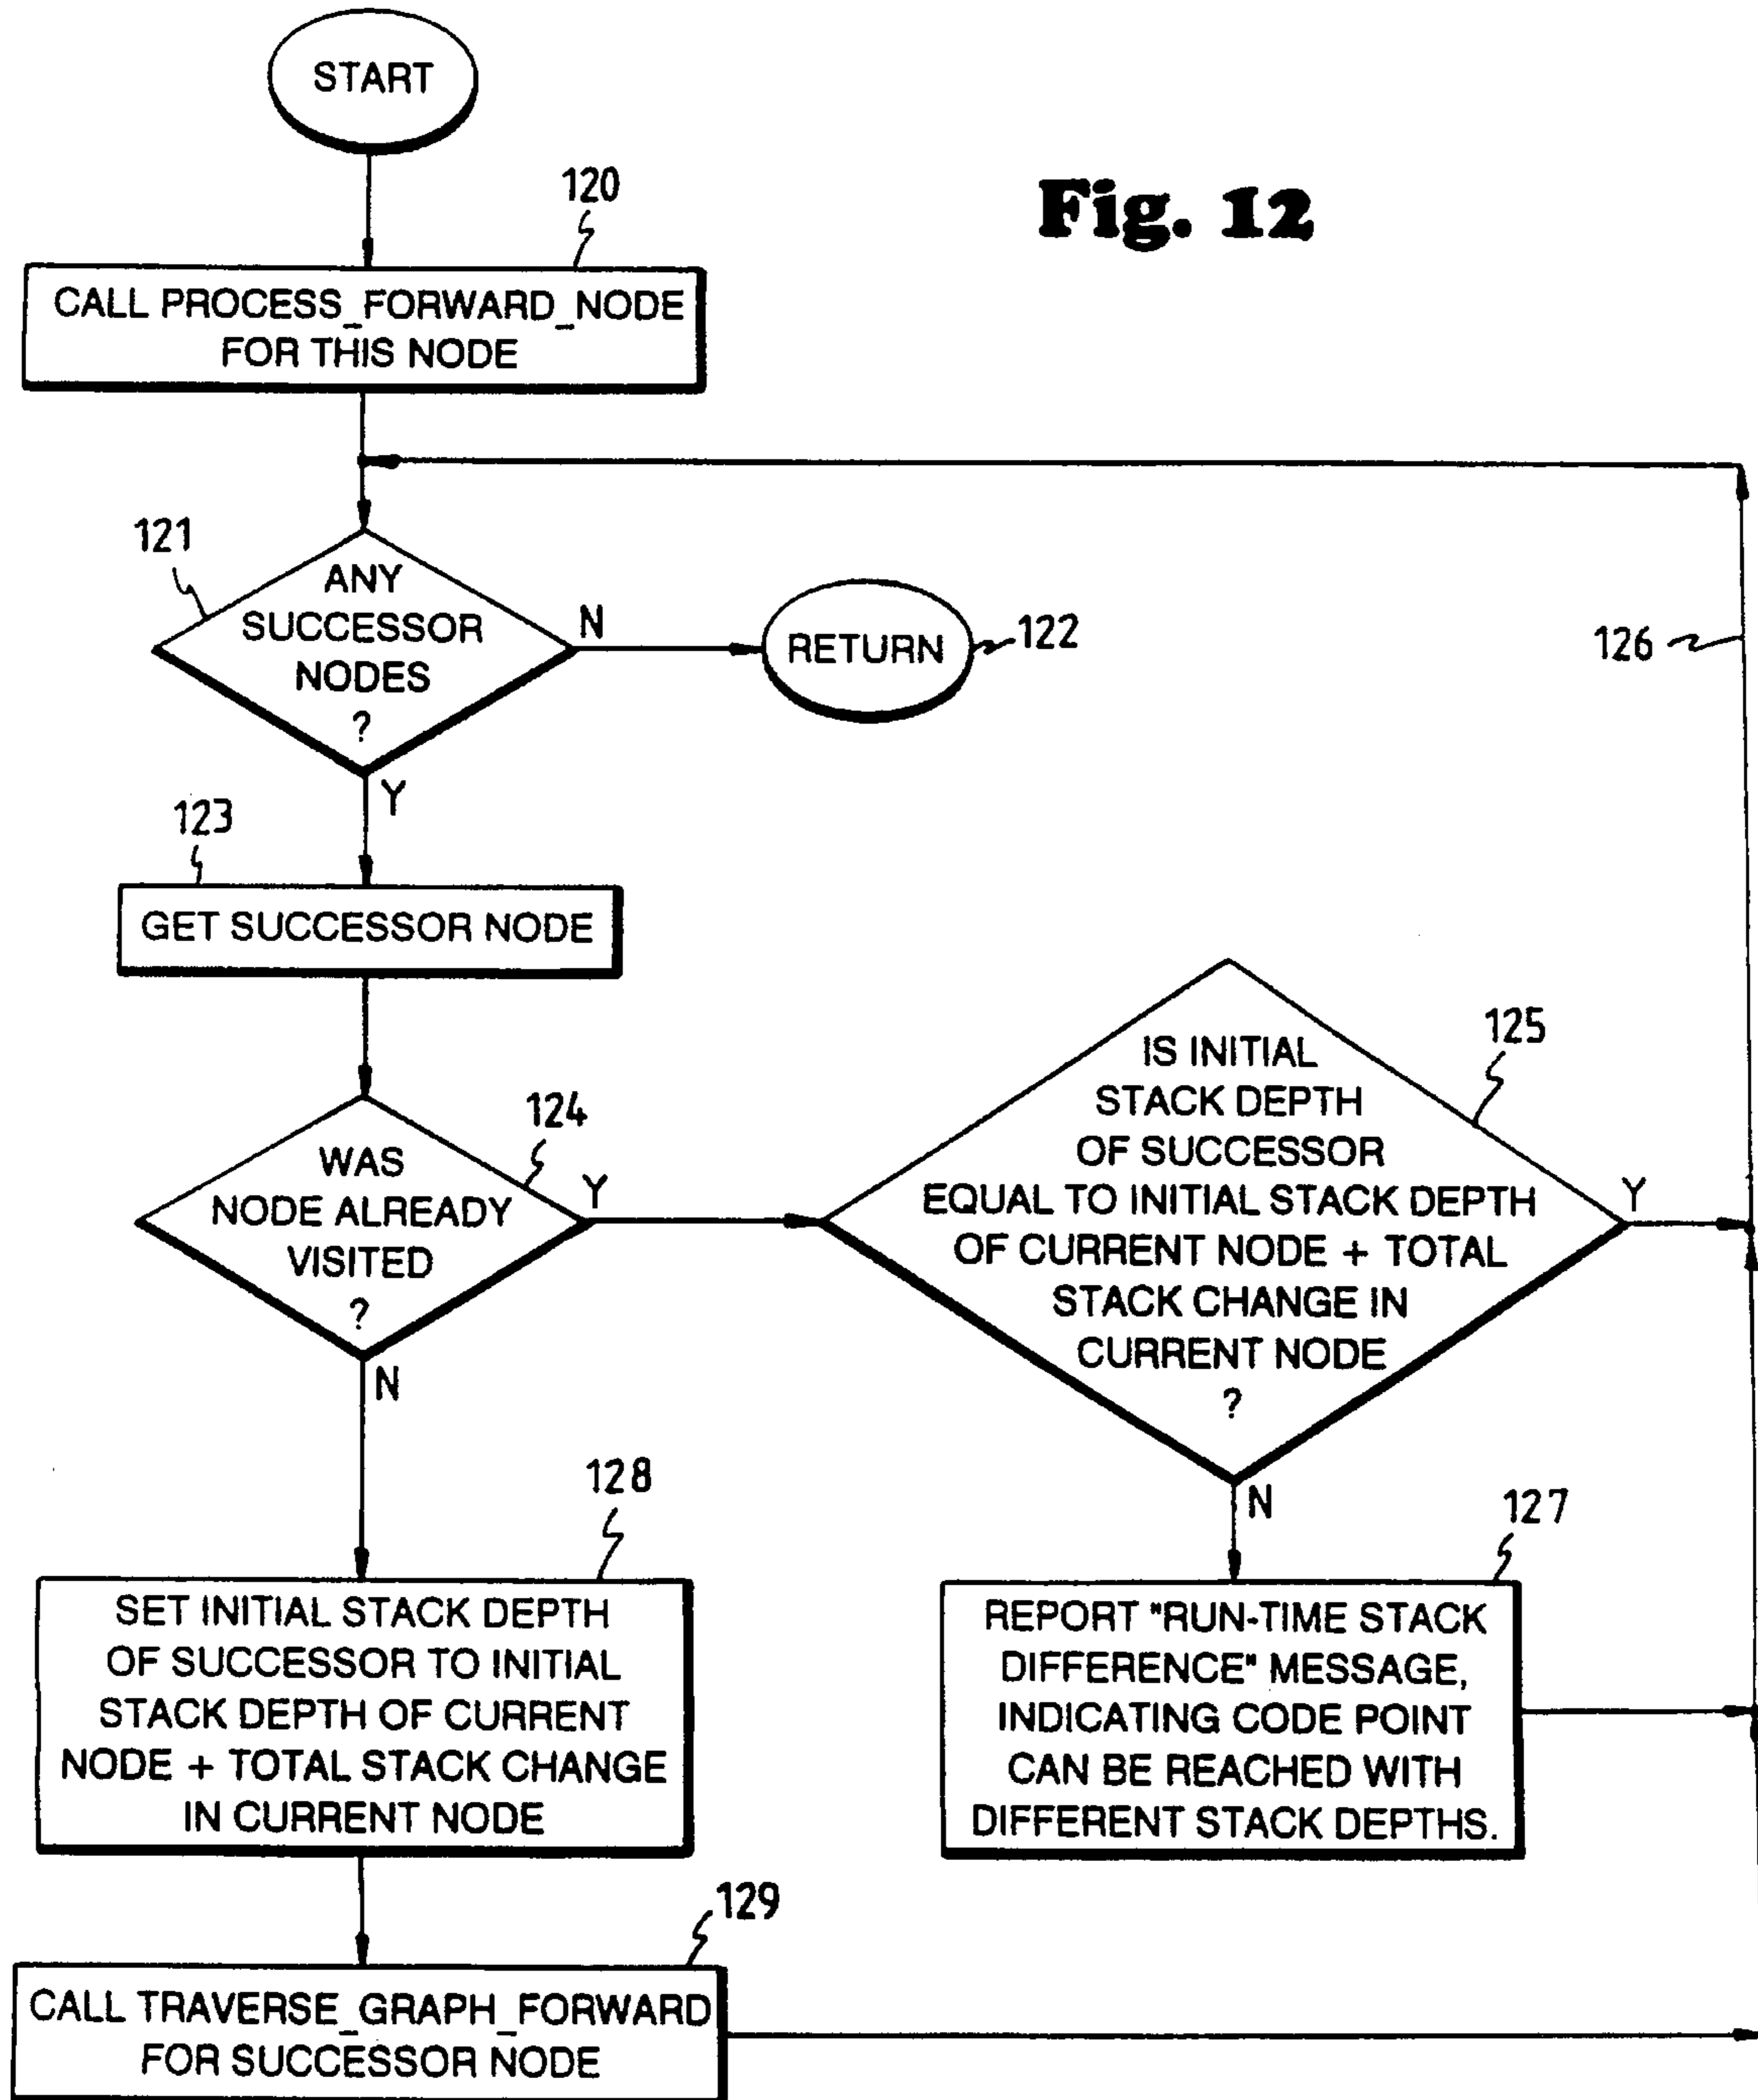 START
120
Fig. 12
CALL PROCESS_FORWARD_NODE
FOR THIS NODE
121
ANY
SUCCESSOR
NODES
?
N
RETURN
122
126
Y
123
GET SUCCESSOR NODE
124
WAS
NODE ALREADY
VISITED
?
Y
N
125
IS INITIAL
STACK DEPTH
OF SUCCESSOR
EQUAL TO INITIAL STACK DEPTH
OF CURRENT NODE + TOTAL
STACK CHANGE IN
CURRENT NODE
?
Y
N
128
SET INITIAL STACK DEPTH
OF SUCCESSOR TO INITIAL
STACK DEPTH OF CURRENT
NODE + TOTAL STACK CHANGE
IN CURRENT NODE
127
REPORT "RUN-TIME STACK
DIFFERENCE" MESSAGE,
INDICATING CODE POINT
CAN BE REACHED WITH
DIFFERENT STACK DEPTHS.
129
CALL TRAVERSE_GRAPH_FORWARD
FOR SUCCESSOR NODE